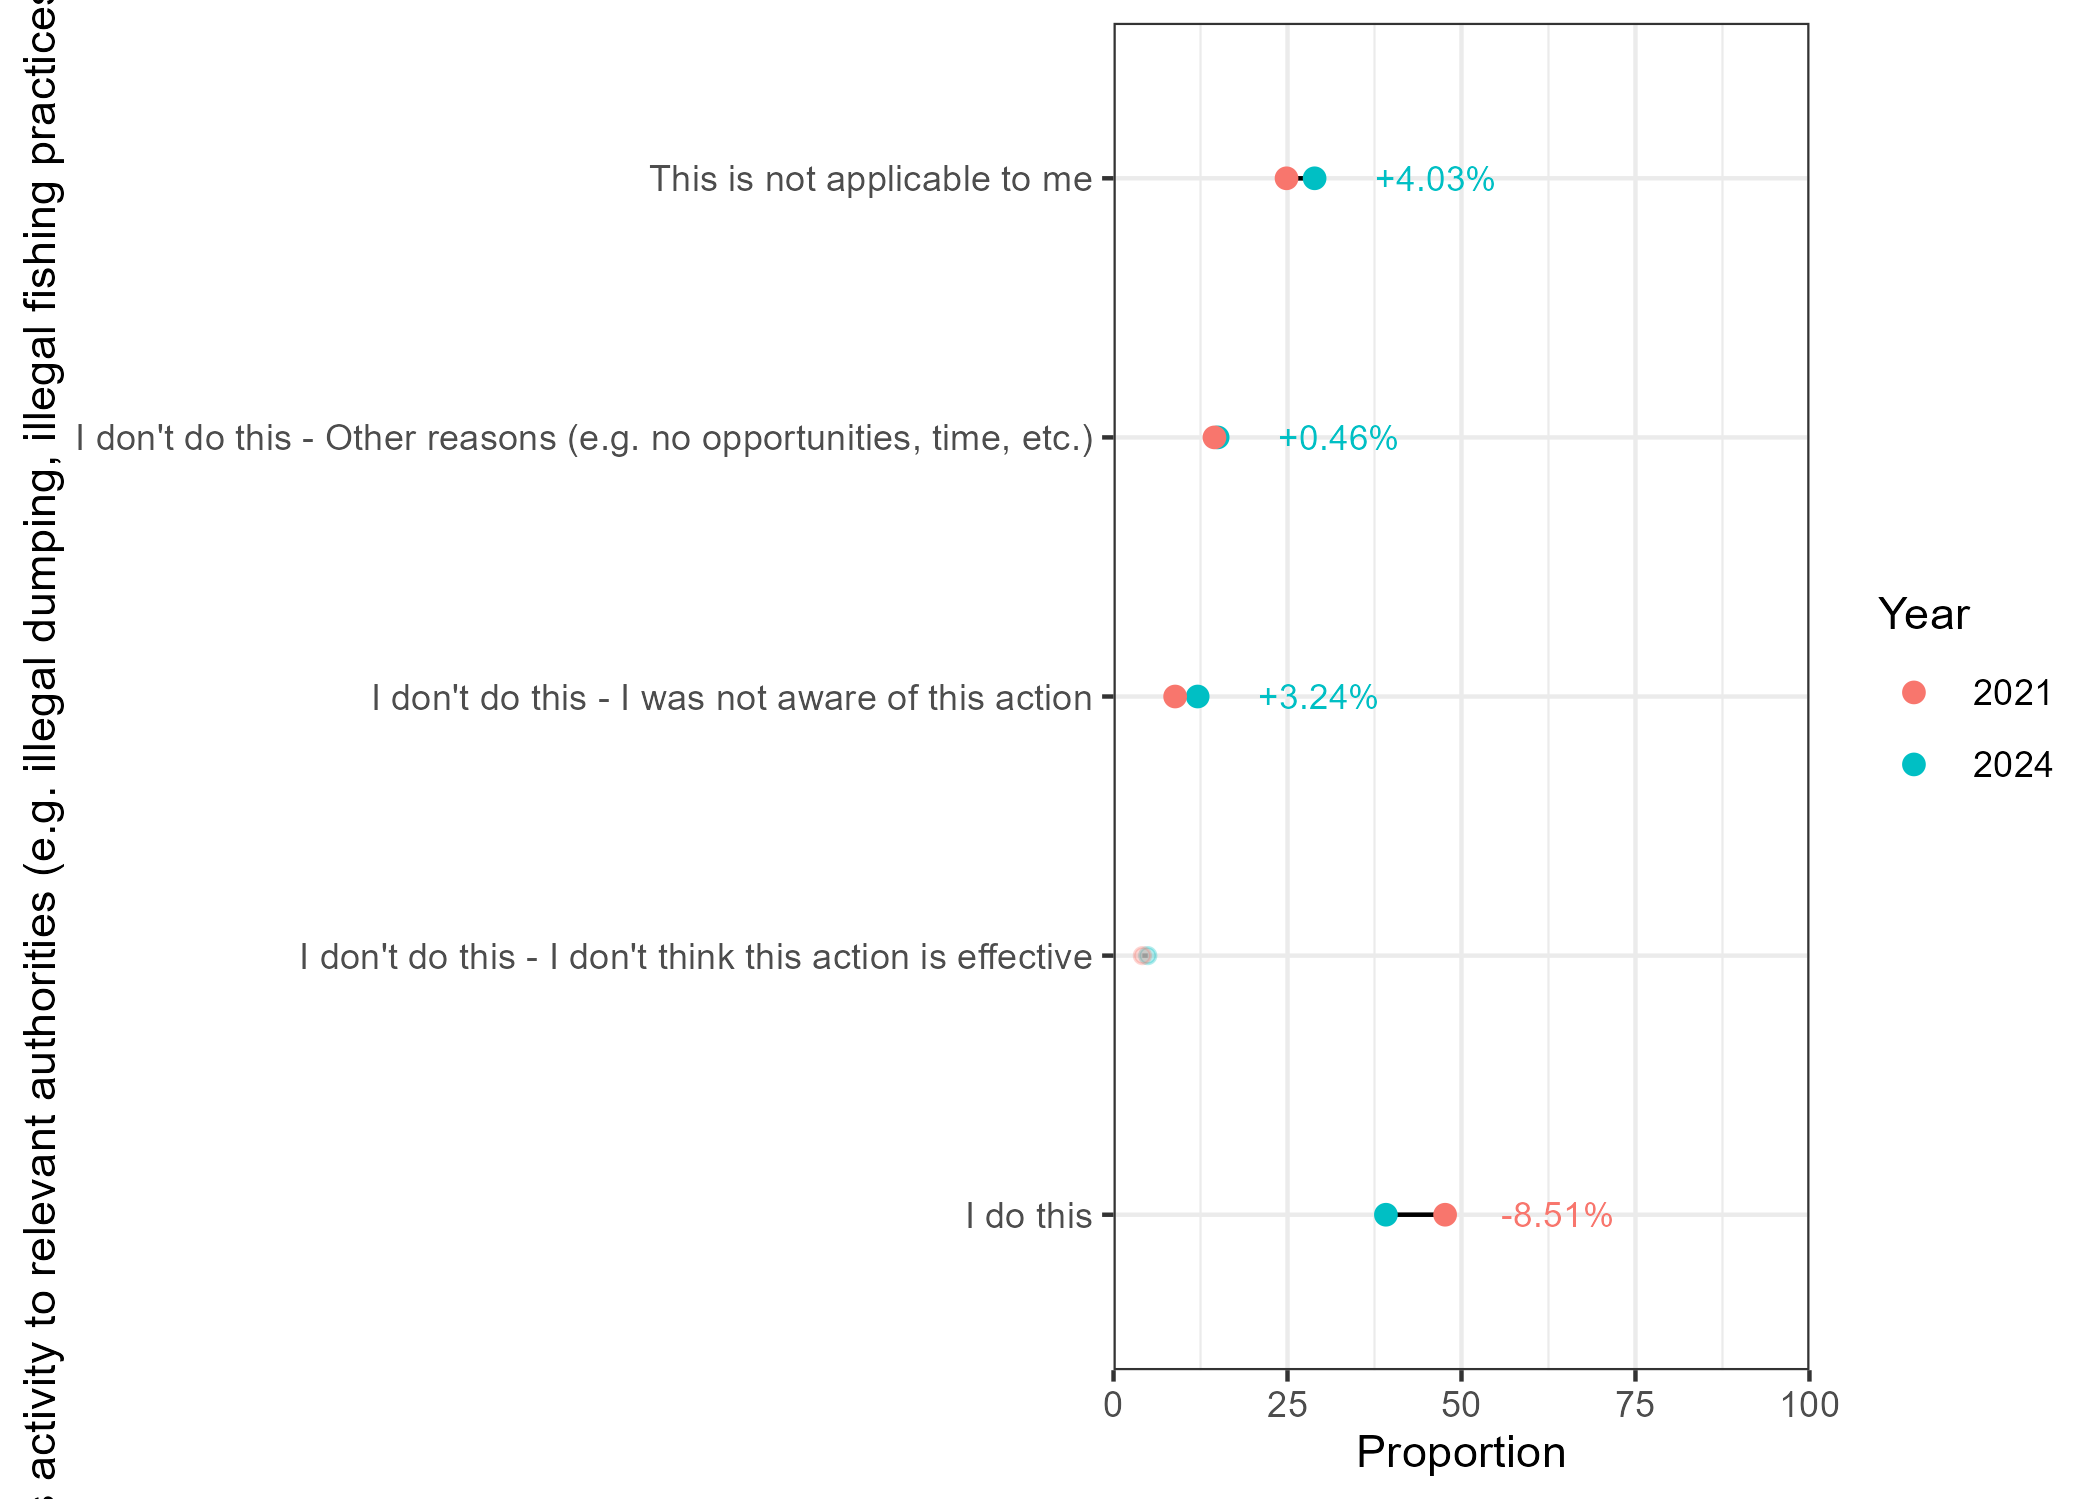 activity to relevant authorities (e.g. illegal dumping, illegal fishing practices
This is not applicable to me
+4.03%
I don't do this - Other reasons (e.g. no opportunities, time, etc.)
+0.46%
I don't do this - I was not aware of this action
+3.24%
I don't do this - I don't think this action is effective
I do this
-8.51%
0 25 50 75 100
Proportion
Year
2021
2024